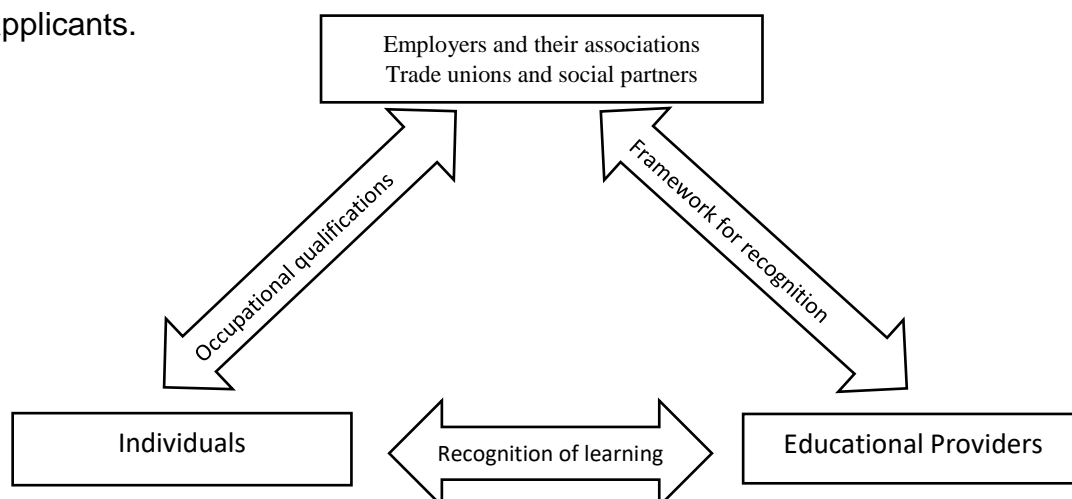 applicants.
Employers and their associations
Trade unions and social partners
Occupational qualifications
Framework for recognition
Individuals
Recognition of learning
Educational Providers